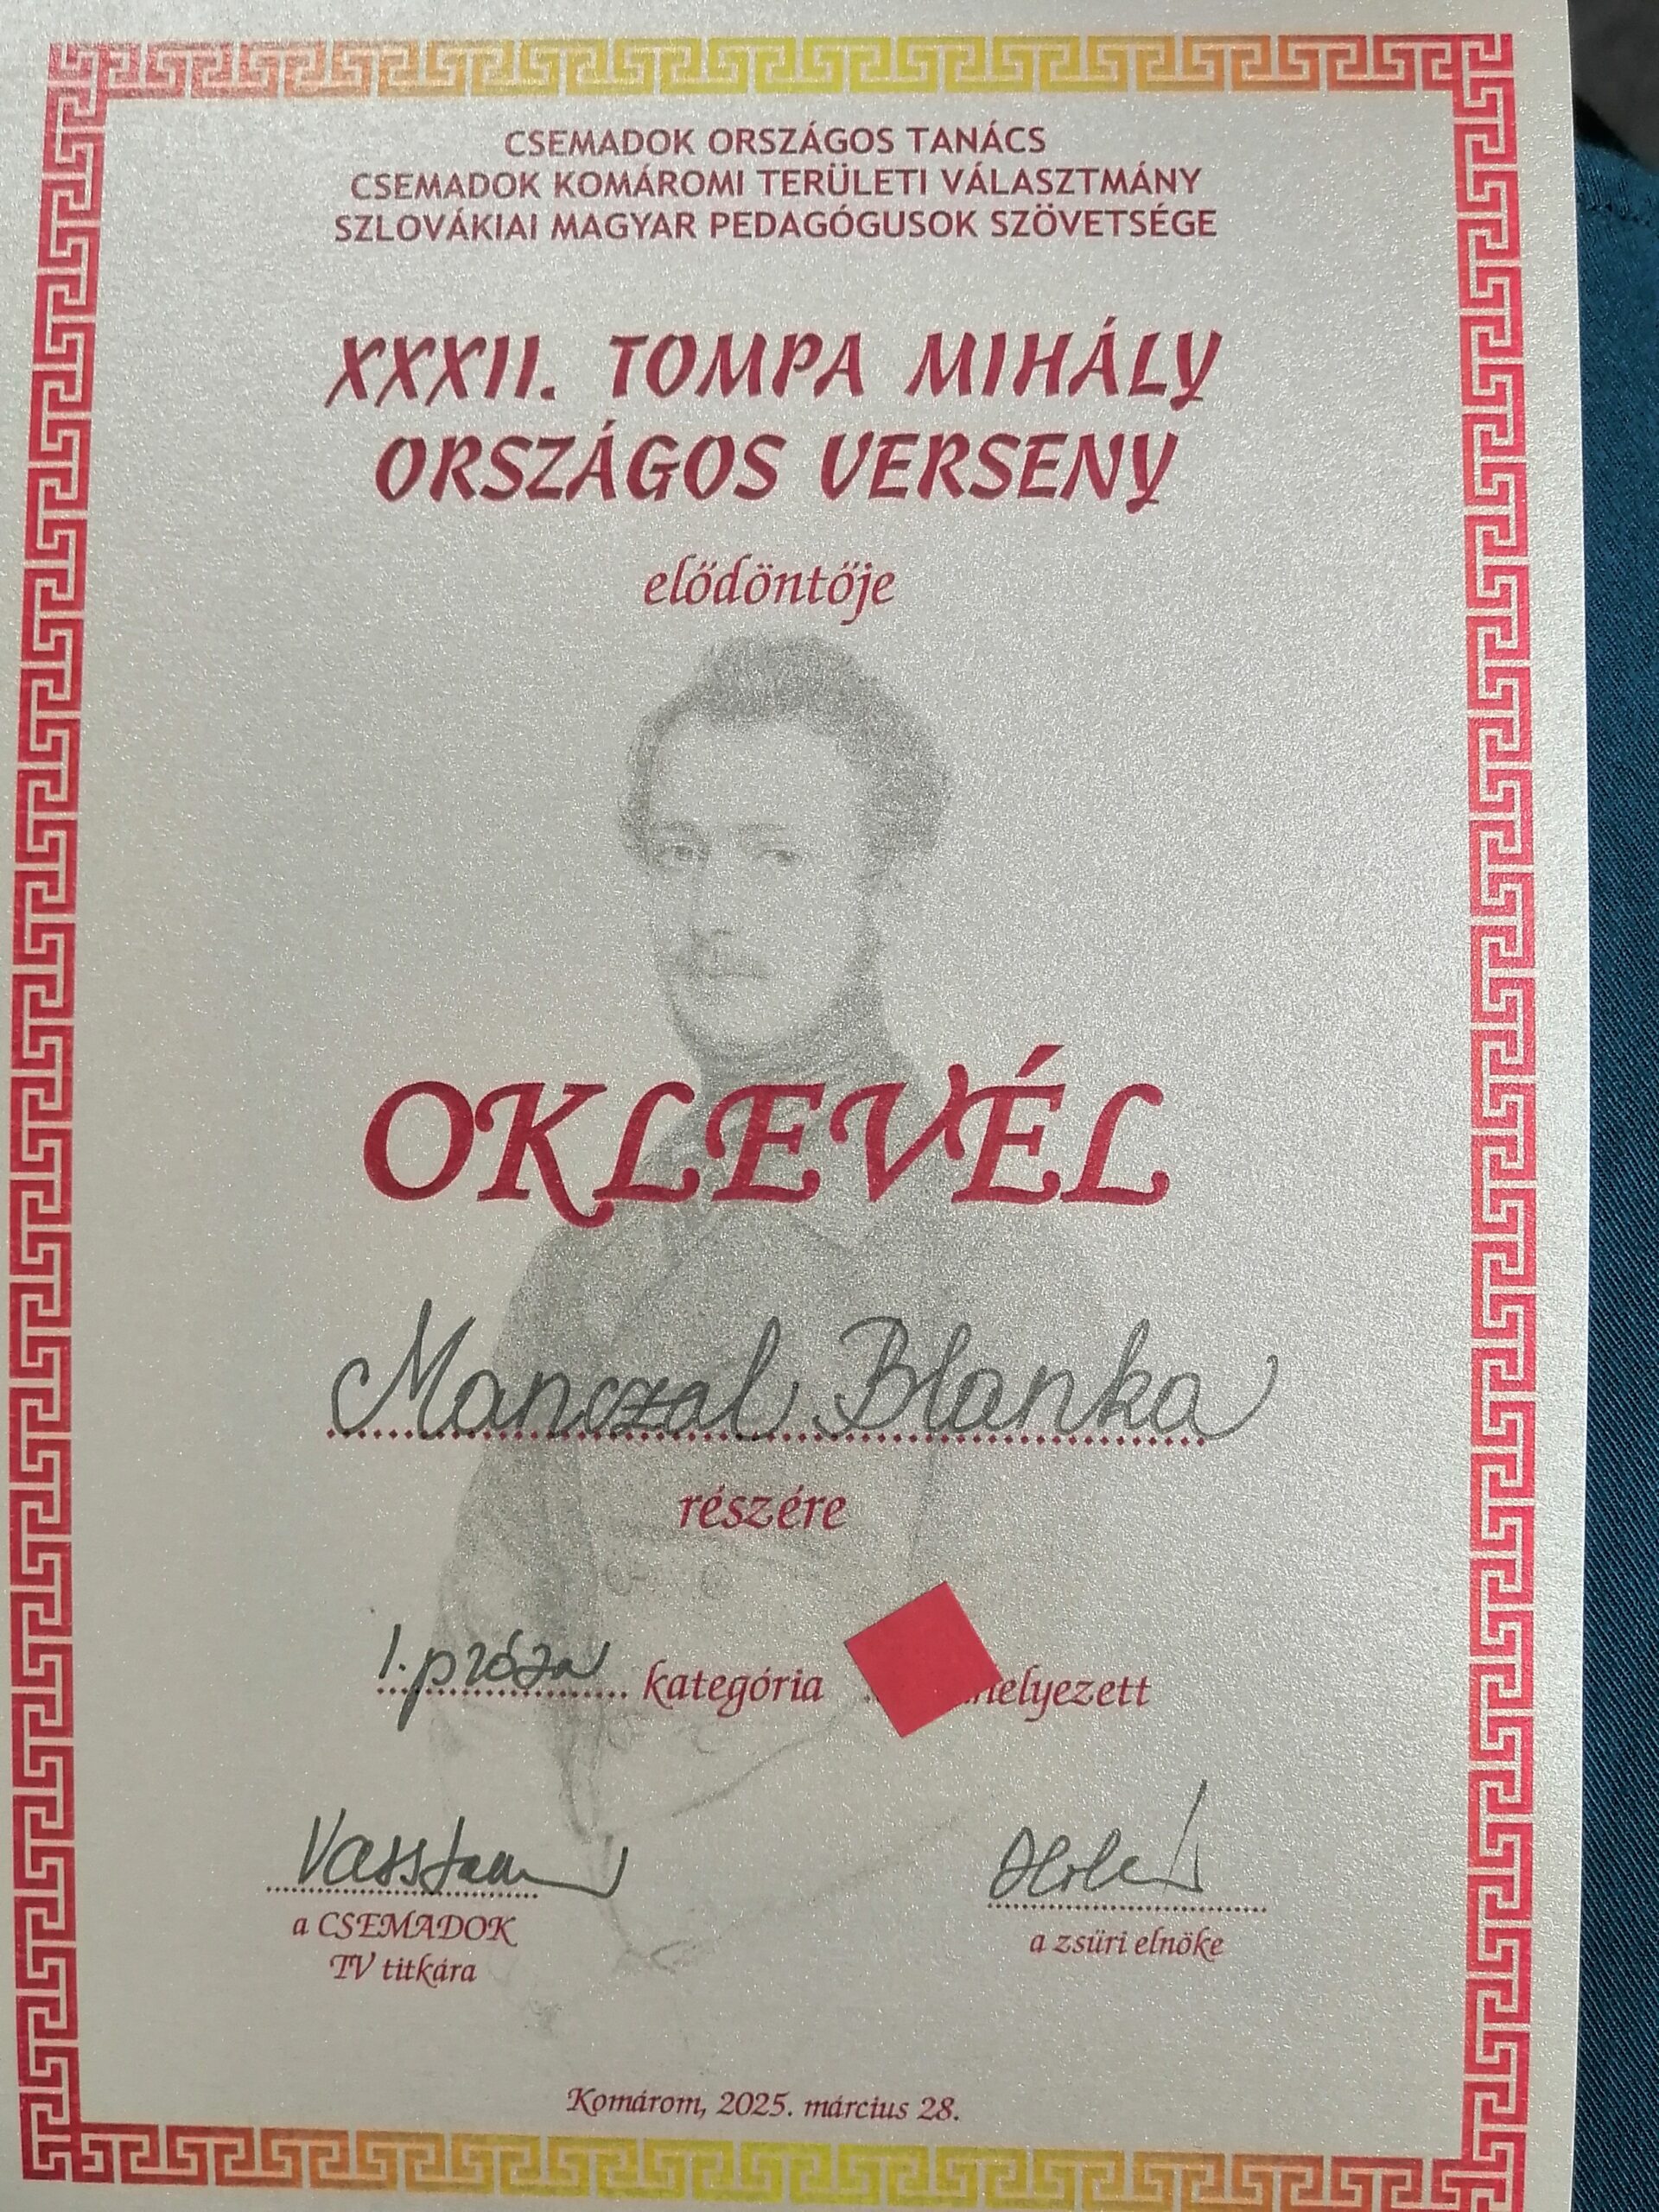 CSEMADOK ORSZÁGOS TANÁCS
CSEMADOK KOMÁROMI TERÜLETI VÁLASZTMÁNY
SZLOVÁKIAI MAGYAR PEDAGÓGUSOK SZÖVETSÉGE
XXXII. TOMPA MIHÁLY
ORSZÁGOS VERSENY
elődöntője
OKLEVÉL
Manczal Blanka
részére
1. próza kategória helyezett
a CSEMADOK
TV titkára
a zsüri elnöke
Komárom, 2025. március 28.